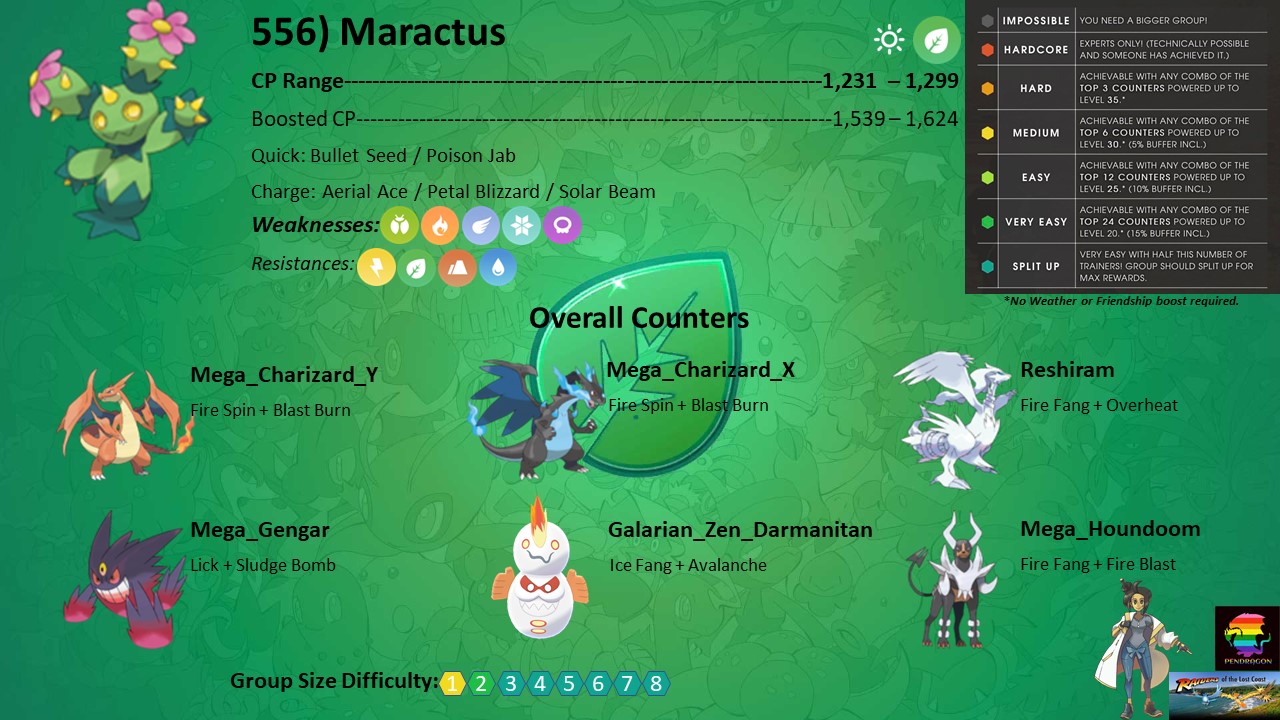 556) Maractus
CP Range--------------------------------------------------------------------1,231 – 1,299
Boosted CP--------------------------------------------------------------------1,539 – 1,624
Quick: Bullet Seed / Poison Jab
Charge: Aerial Ace / Petal Blizzard / Solar Beam
Weaknesses:
Resistances:
IMPOSSIBLE YOU NEED A BIGGER GROUP!
HARDCORE EXPERTS ONLY! (TECHNICALLY POSSIBLE
AND SOMEONE HAS ACHIEVED IT.)
HARD ACHIEVABLE WITH ANY COMBO OF THE
TOP 3 COUNTERS POWERED UP TO
LEVEL 35.*
MEDIUM ACHIEVABLE WITH ANY COMBO OF THE
TOP 6 COUNTERS POWERED UP TO
LEVEL 30.* (5% BUFFER INCL.)
EASY ACHIEVABLE WITH ANY COMBO OF THE
TOP 12 COUNTERS POWERED UP TO
LEVEL 25.* (10% BUFFER INCL.)
VERY EASY ACHIEVABLE WITH ANY COMBO OF THE
TOP 24 COUNTERS POWERED UP TO
LEVEL 20.* (15% BUFFER INCL.)
SPLIT UP VERY EASY WITH HALF THIS NUMBER OF
TRAINERS! GROUP SHOULD SPLIT UP FOR
MAX REWARDS.
*No Weather or Friendship boost required.
Overall Counters
Mega_Charizard_Y
Fire Spin + Blast Burn
Mega_Charizard_X
Fire Spin + Blast Burn
Reshiram
Fire Fang + Overheat
Mega_Gengar
Lick + Sludge Bomb
Galarian_Zen_Darmanitan
Ice Fang + Avalanche
Mega_Houndoom
Fire Fang + Fire Blast
Group Size Difficulty: 1 2 3 4 5 6 7 8
PENDRAGON
RAIDERS of the Lost Coast